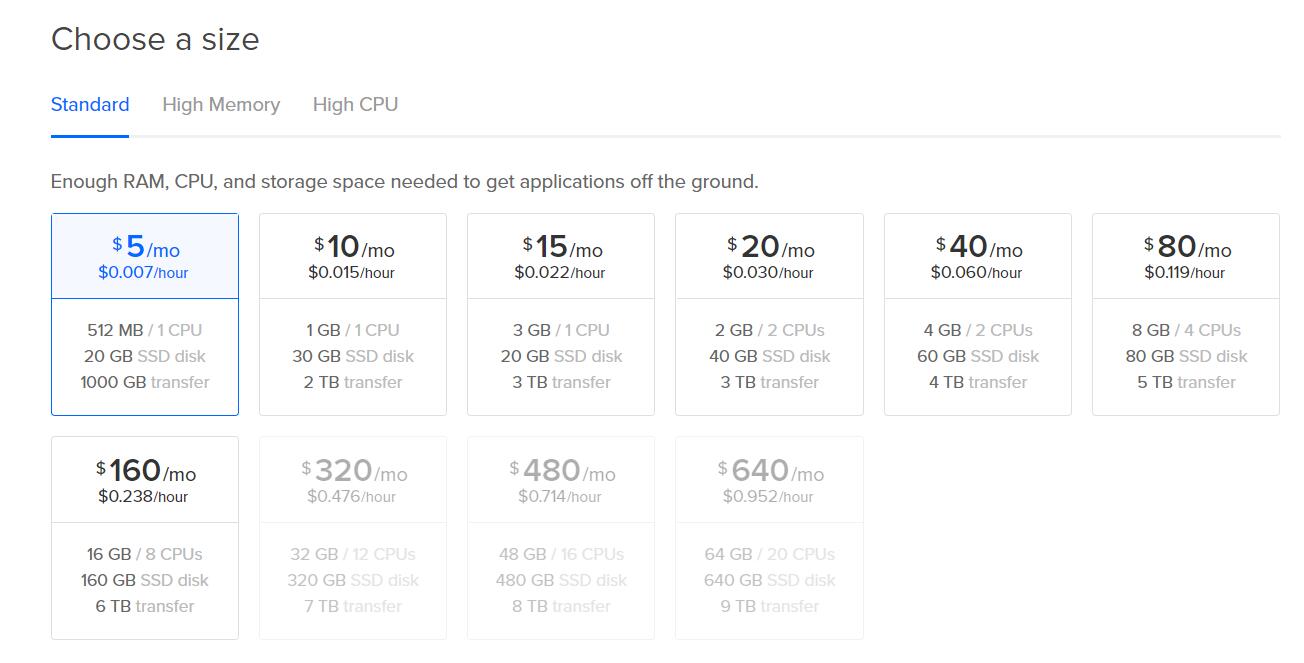 Choose a size
Standard High Memory High CPU
Enough RAM, CPU, and storage space needed to get applications off the ground.
$5/mo
$0.007/hour
512 MB / 1 CPU
20 GB SSD disk
1000 GB transfer
$10/mo
$0.015/hour
1 GB / 1 CPU
30 GB SSD disk
2 TB transfer
$15/mo
$0.022/hour
3 GB / 1 CPU
20 GB SSD disk
3 TB transfer
$20/mo
$0.030/hour
2 GB / 2 CPUs
40 GB SSD disk
3 TB transfer
$40/mo
$0.060/hour
4 GB / 2 CPUs
60 GB SSD disk
4 TB transfer
$80/mo
$0.119/hour
8 GB / 4 CPUs
80 GB SSD disk
5 TB transfer
$160/mo
$0.238/hour
16 GB / 8 CPUs
160 GB SSD disk
6 TB transfer
$320/mo
$0.476/hour
32 GB / 12 CPUs
320 GB SSD disk
7 TB transfer
$480/mo
$0.714/hour
48 GB / 16 CPUs
480 GB SSD disk
8 TB transfer
$640/mo
$0.952/hour
64 GB / 20 CPUs
640 GB SSD disk
9 TB transfer